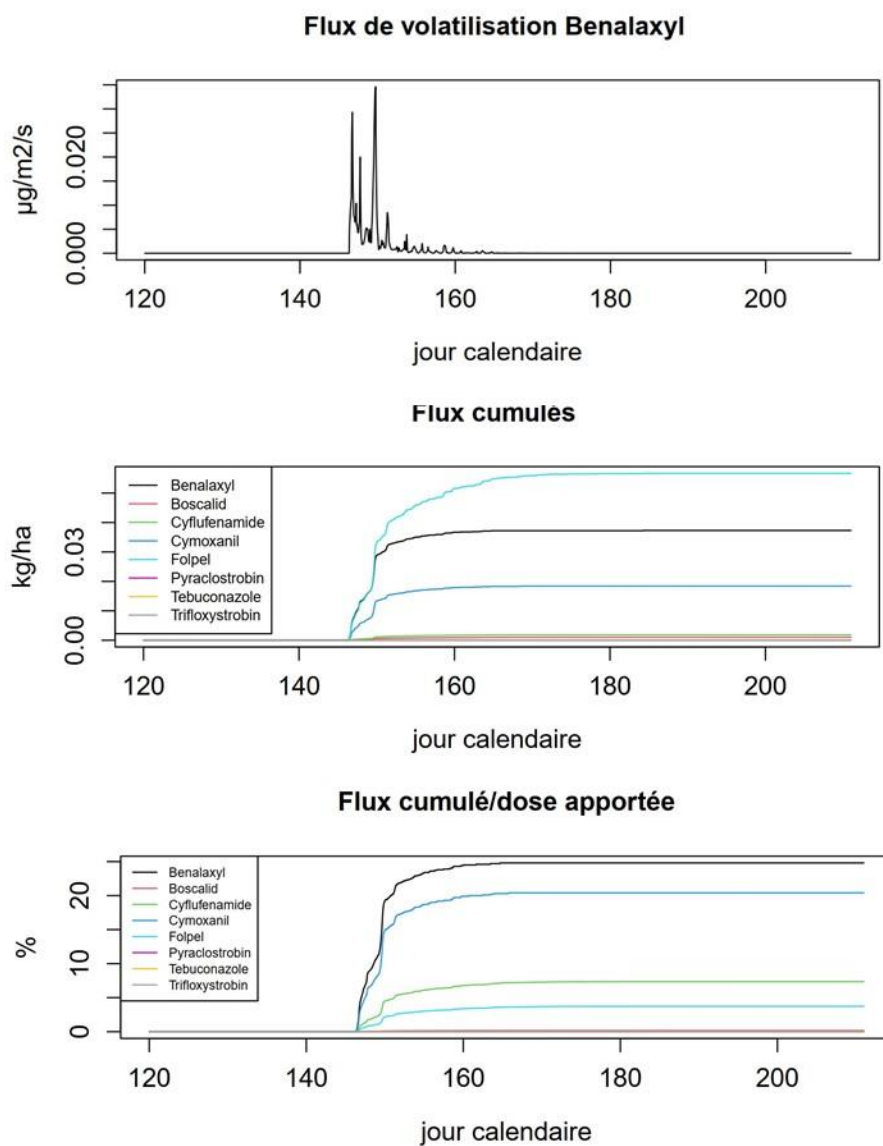 Flux de volatilisation Benalaxyl
µg/m2/s
0.020
0.000
120 140 160 180 200
jour calendaire
Flux cumulés
kg/ha
0.03
0.00
Benalaxyl
Boscalid
Cyflufenamide
Cymoxanil
Folpel
Pyraclostrobin
Tebuconazole
Trifloxystrobin
120 140 160 180 200
jour calendaire
Flux cumulé/dose apportée
%
20
10
0
Benalaxyl
Boscalid
Cyflufenamide
Cymoxanil
Folpel
Pyraclostrobin
Tebuconazole
Trifloxystrobin
120 140 160 180 200
jour calendaire